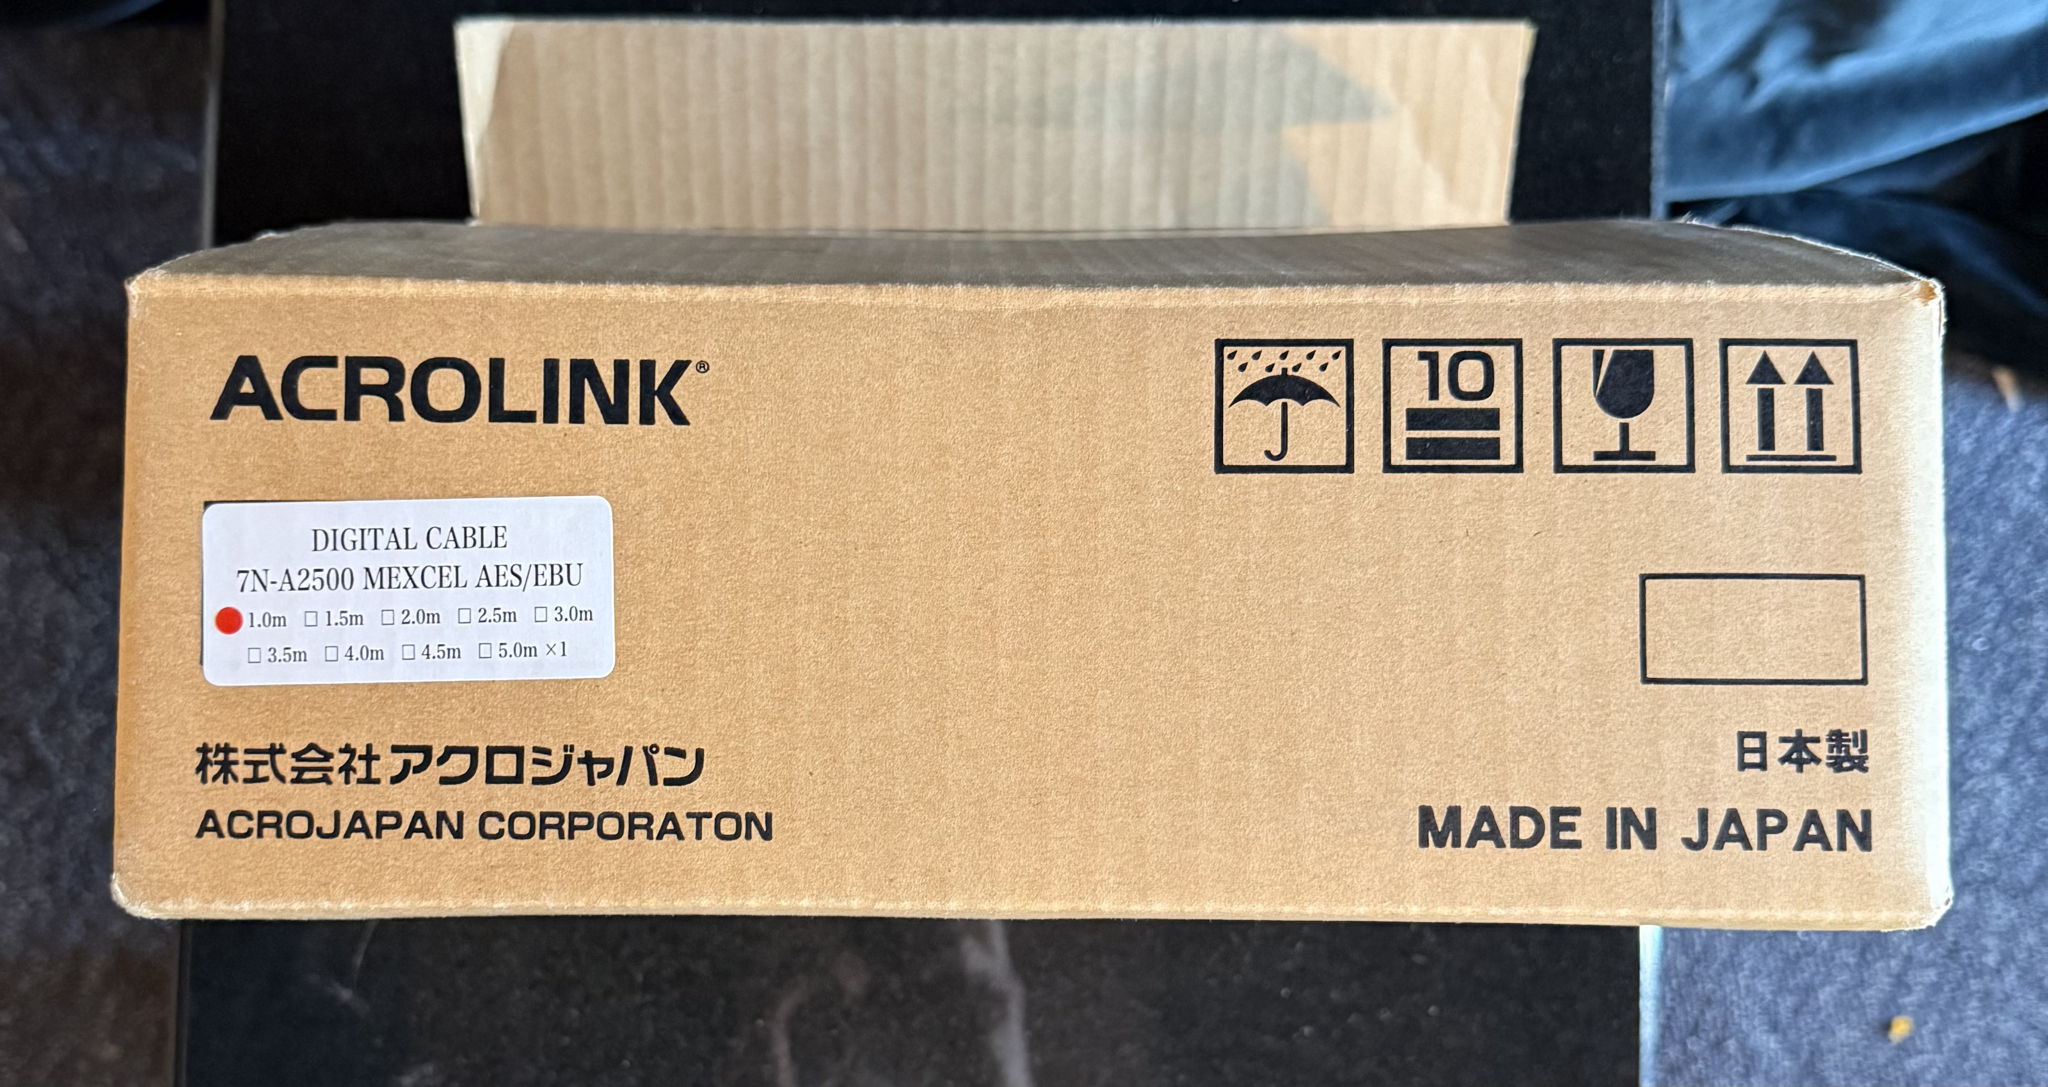 ACROLINK®
10
DIGITAL CABLE
7N-A2500 MEXCEL AES/EBU
1.0m □ 1.5m □ 2.0m □ 2.5m □ 3.0m
□ 3.5m □ 4.0m □ 4.5m □ 5.0m ×1
株式会社アクロジャパン
ACROJAPAN CORPORATON
日本製
MADE IN JAPAN